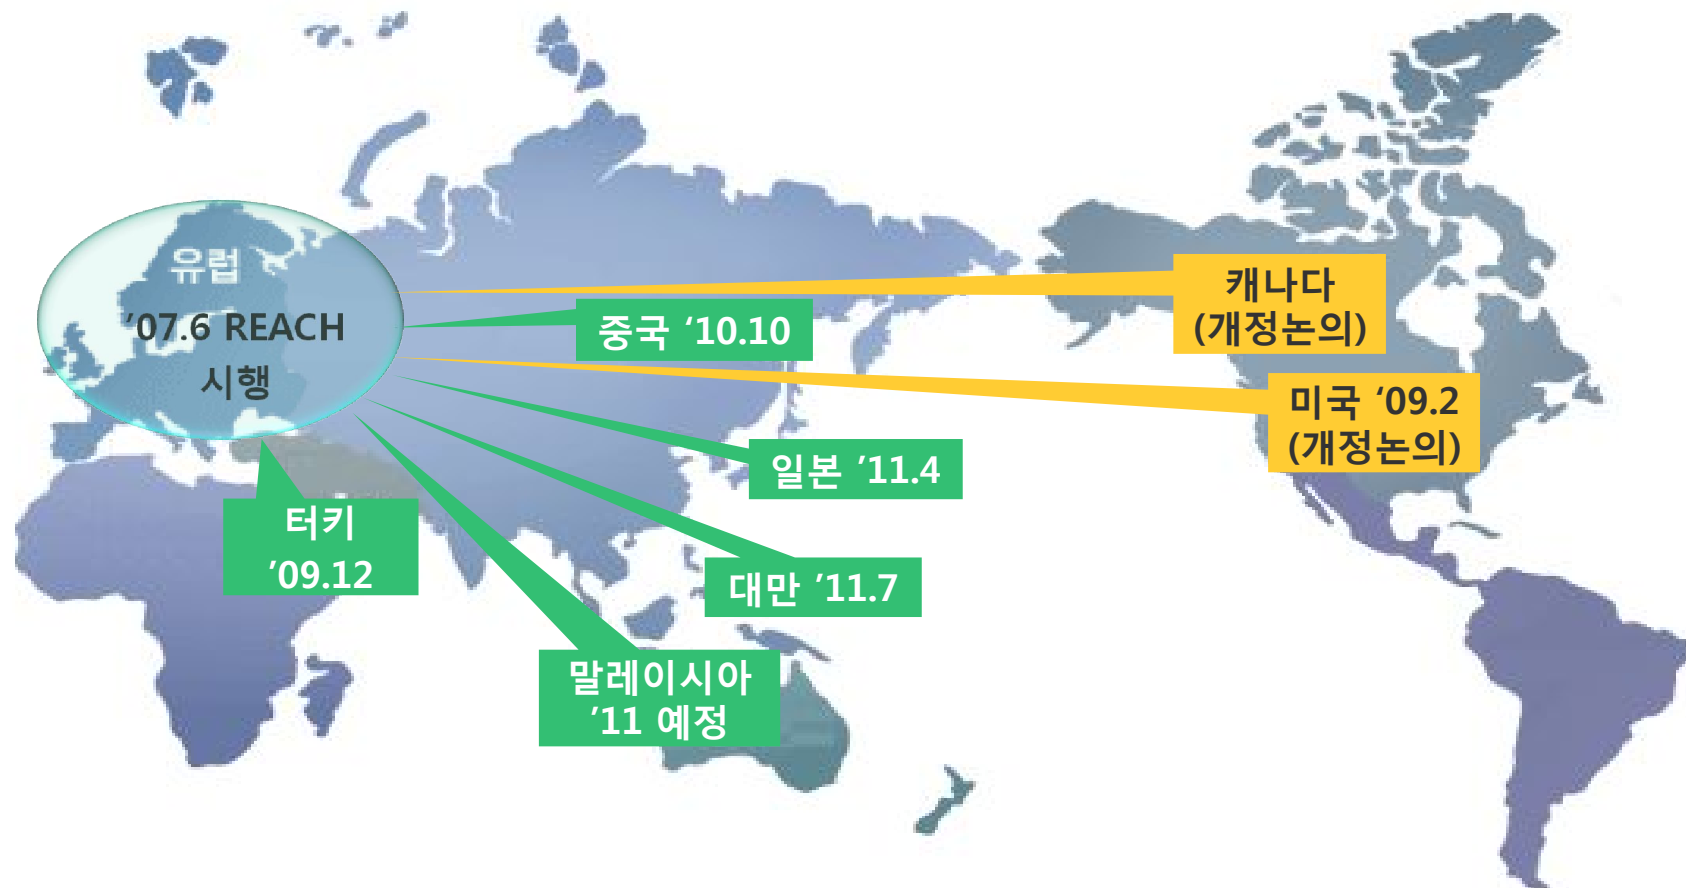 유럽
’07.6 REACH
시행
캐나다
(개정논의)
중국 ‘10.10
미국 ‘09.2
(개정논의)
일본 ’11.4
터키
’09.12
대만 ’11.7
말레이시아
’11 예정